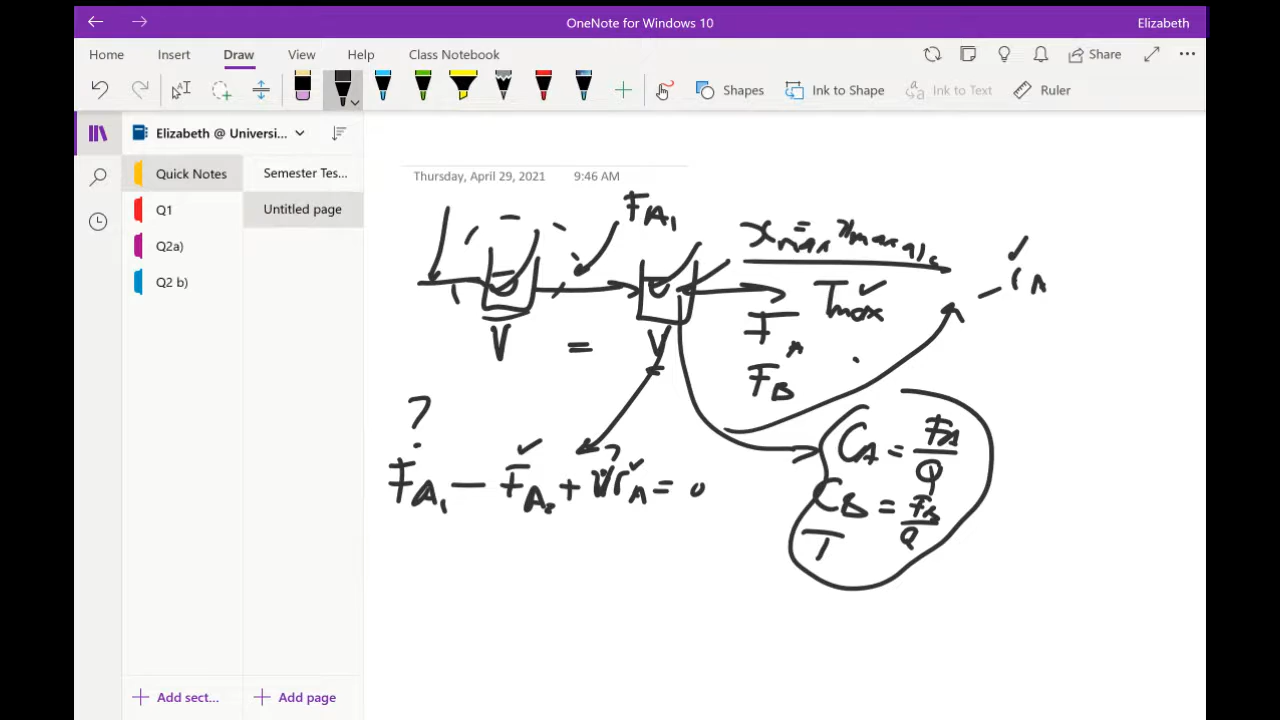 OneNote for Windows 10
Elizabeth
Home Insert Draw View Help Class Notebook
Share
Shapes Ink to Shape Ink to Text Ruler
Elizabeth @ Universi...
Quick Notes
Q1
Q2a)
Q2 b)
Semester Tes...
Untitled page
Add sect...
Add page
Thursday, April 29, 2021 9:46 AM
FA1
Tmax
- rA
V = V
FA
FB
?
FA1 - FA2 + VrA = 0
?
CA = FA/Q
CB = FB/Q
T